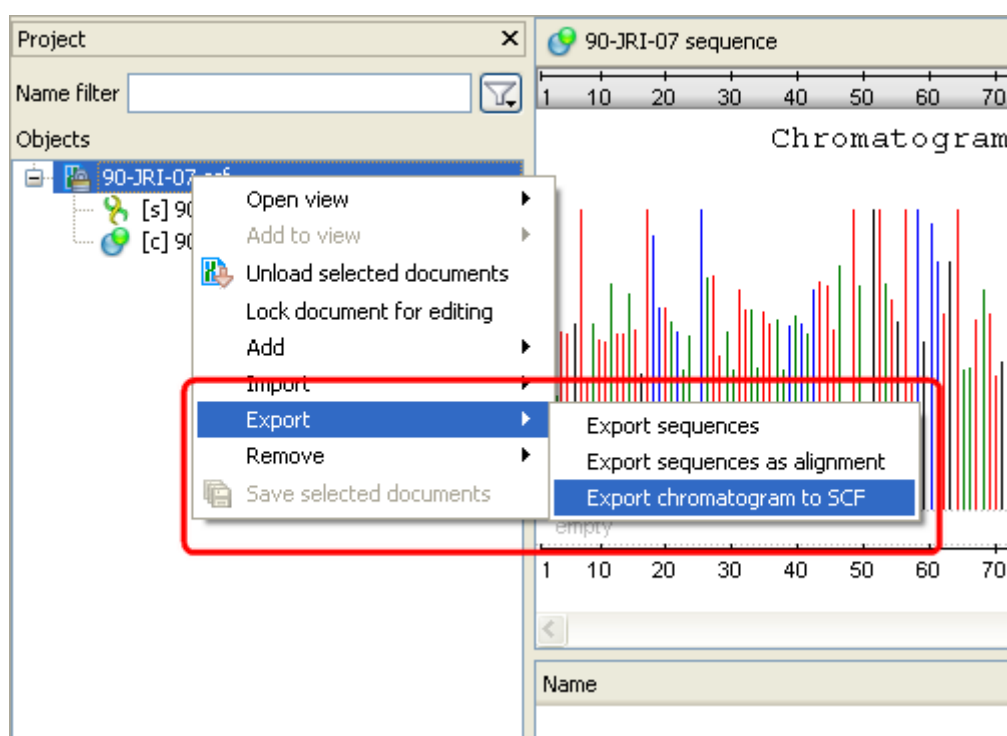 Project
Name filter
Objects
90-JRI-07
[s] 90
[c] 90
Open view
Add to view
Unload selected documents
Lock document for editing
Add
Import
Export
Remove
Save selected documents
Export sequences
Export sequences as alignment
Export chromatogram to SCF
90-JRI-07 sequence
1 10 20 30 40 50 60 70
Chromatogram
empty
1 10 20 30 40 50 60 70
Name